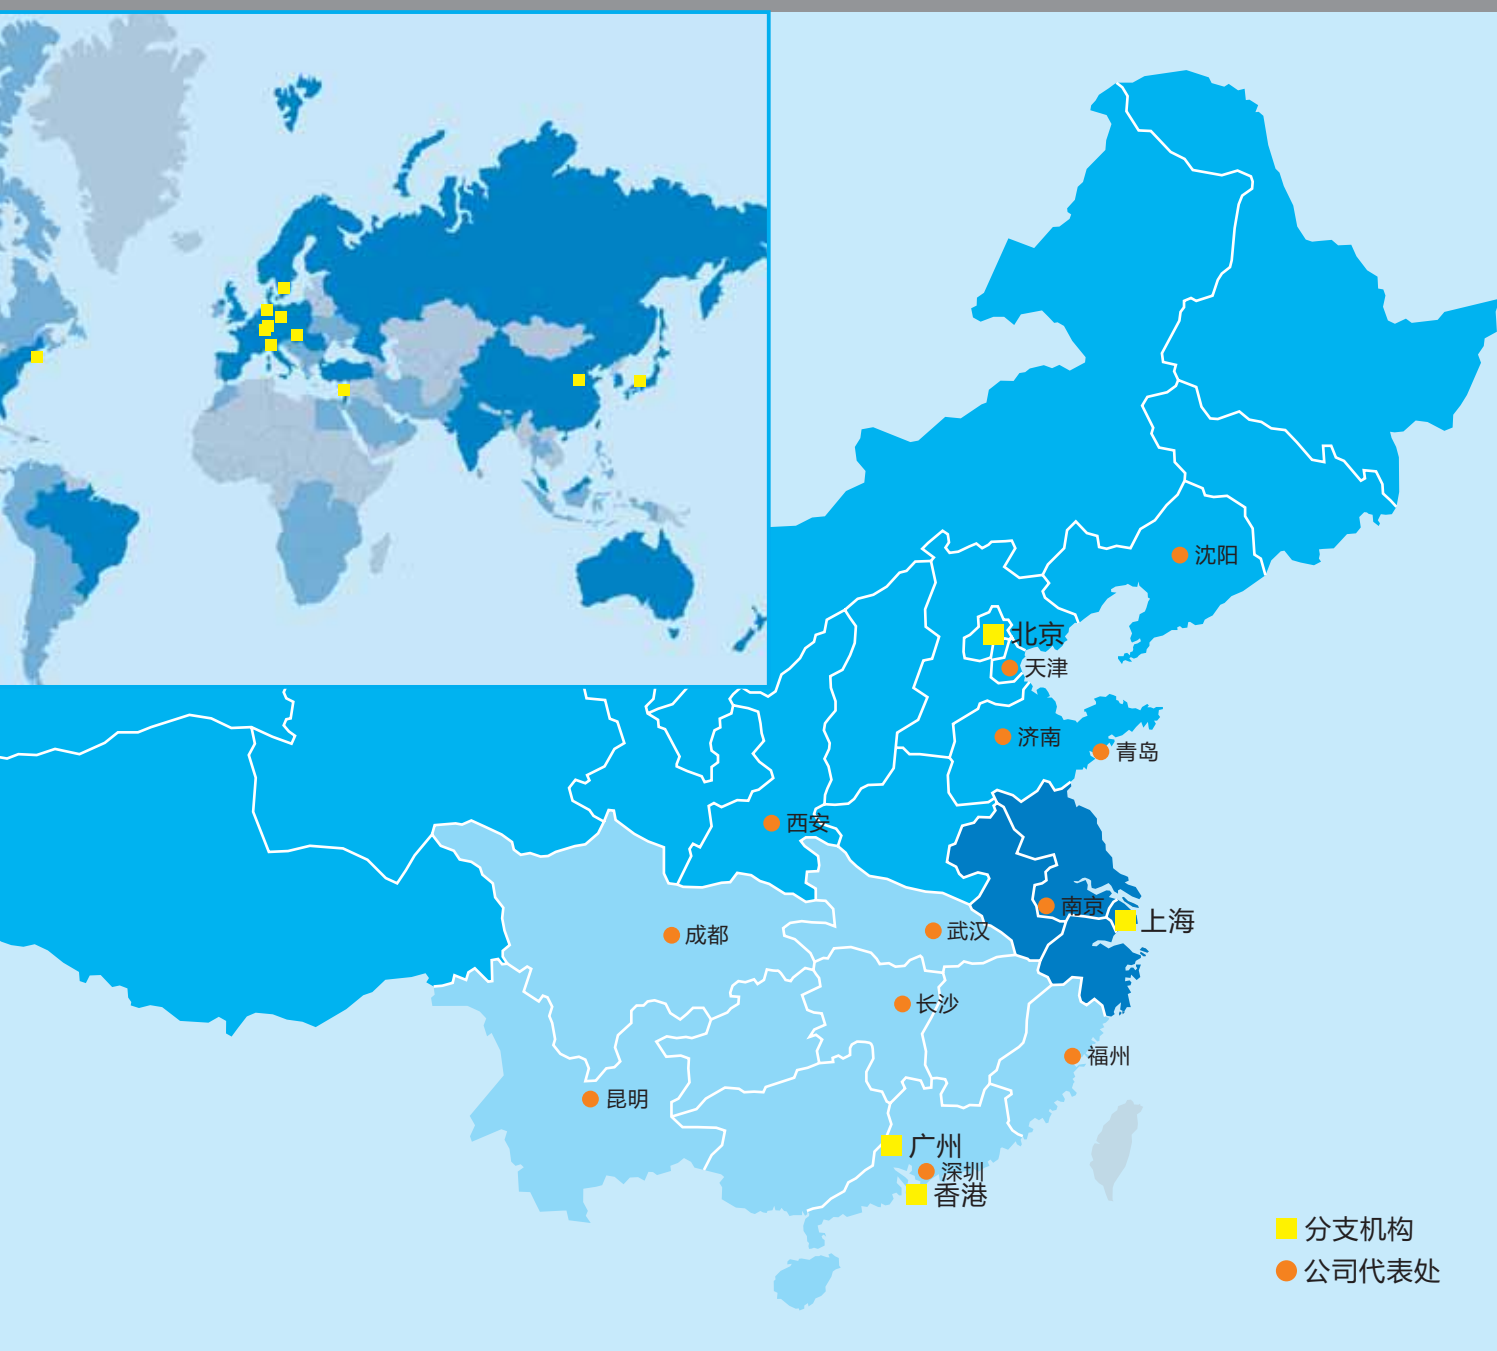 沈阳
北京
天津
济南
青岛
西安
南京
上海
成都
武汉
长沙
福州
昆明
广州
深圳
香港
分支机构
公司代表处